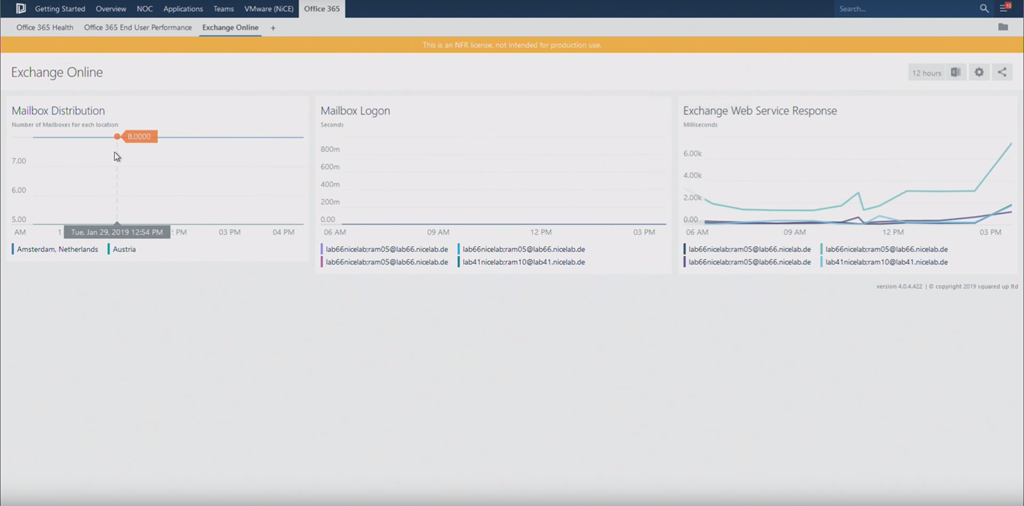 Getting Started Overview NOC Applications Teams VMware (NiCE) Office 365 Search...
Office 365 Health Office 365 End User Performance Exchange Online +
This is an NFR license, not intended for production use.
Exchange Online
12 hours
Mailbox Distribution
Number of Mailboxes for each location
8.0000
7.00
6.00
5.00
AM 1 Tue, Jan 29, 2019 12:54 PM PM 03 PM 04 PM
Amsterdam, Netherlands Austria
Mailbox Logon
Seconds
800m
600m
400m
200m
0.00
06 AM 09 AM 12 PM 03 PM
lab66nicelab:ram05@lab66.nicelab.de lab66nicelab:ram05@lab66.nicelab.de
lab66nicelab:ram05@lab66.nicelab.de lab41nicelab:ram10@lab41.nicelab.de
Exchange Web Service Response
Milliseconds
6.00k
4.00k
2.00k
0.00
06 AM 09 AM 12 PM 03 PM
lab66nicelab:ram05@lab66.nicelab.de lab66nicelab:ram05@lab66.nicelab.de
lab66nicelab:ram05@lab66.nicelab.de lab41nicelab:ram10@lab41.nicelab.de
version 4.0.4.422 | © copyright 2019 squared up ltd